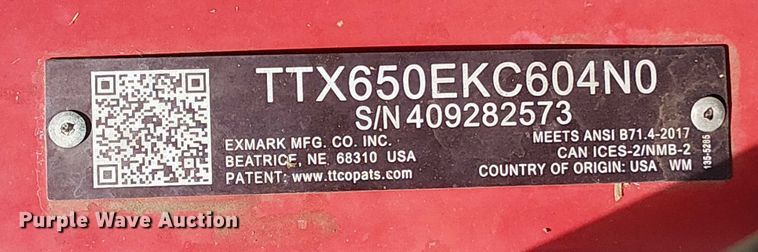 TTX650EKC604N0
S/N 409282573
EXMARK MFG. CO. INC.
BEATRICE, NE 68310 USA
PATENT: www.ttcopats.com
MEETS ANSI B71.4-2017
CAN ICES-2/NMB-2
COUNTRY OF ORIGIN: USA WM
135-5285
Purple Wave Auction